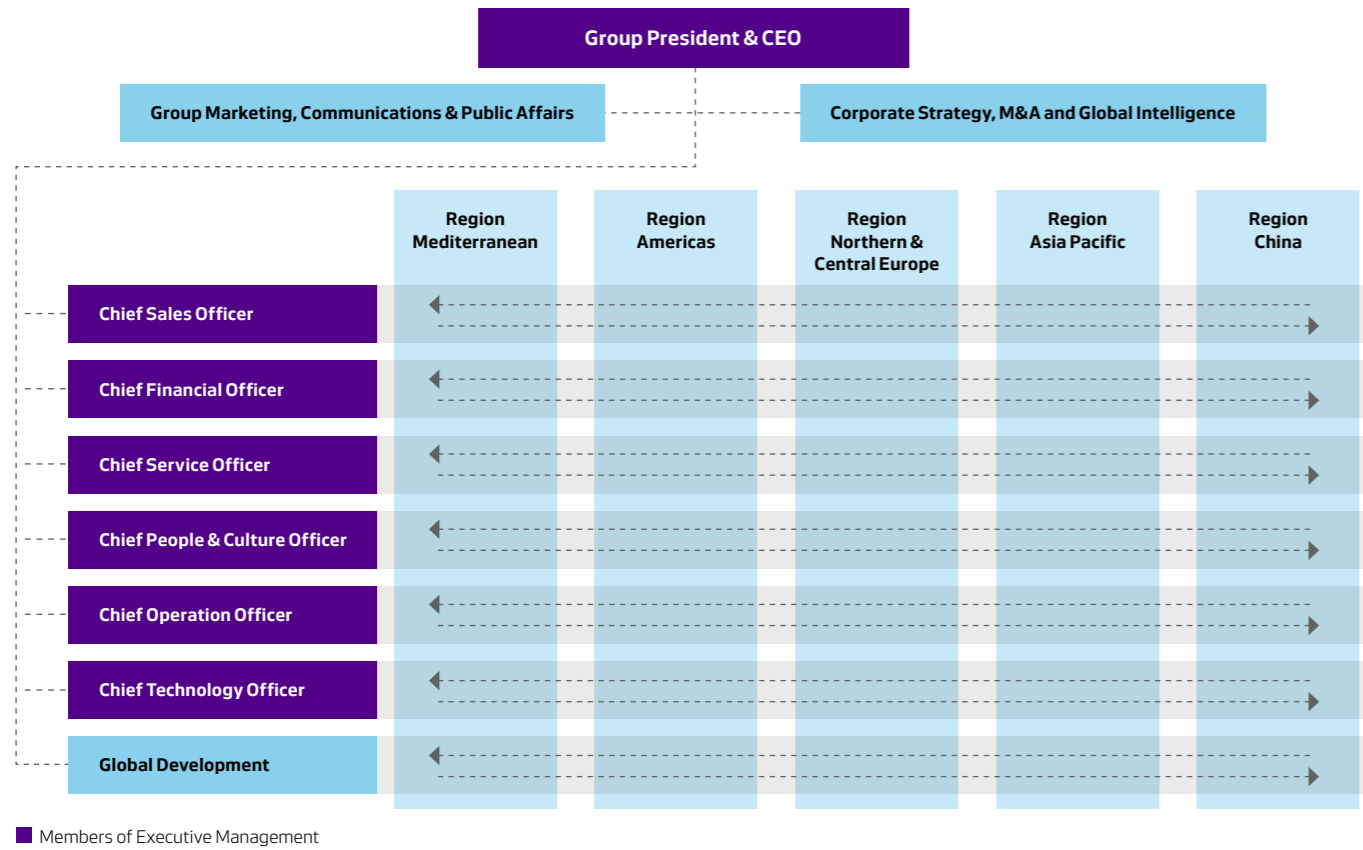 Group President & CEO
Group Marketing, Communications & Public Affairs
Corporate Strategy, M&A and Global Intelligence
Region
Mediterranean
Region
Americas
Region
Northern &
Central Europe
Region
Asia Pacific
Region
China
Chief Sales Officer
Chief Financial Officer
Chief Service Officer
Chief People & Culture Officer
Chief Operation Officer
Chief Technology Officer
Global Development
Members of Executive Management